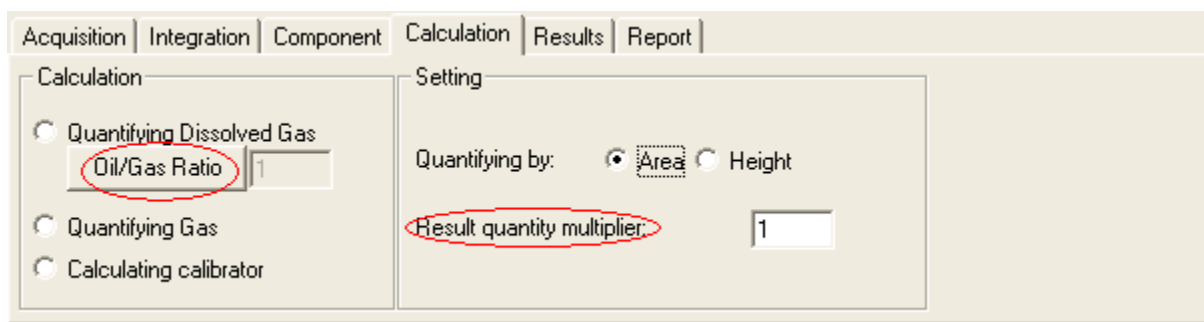 Acquisition Integration Component Calculation Results Report
Calculation
Quantifying Dissolved Gas
Oil/Gas Ratio 1
Quantifying Gas
Calculating calibrator
Setting
Quantifying by: Area Height
Result quantity multiplier: 1